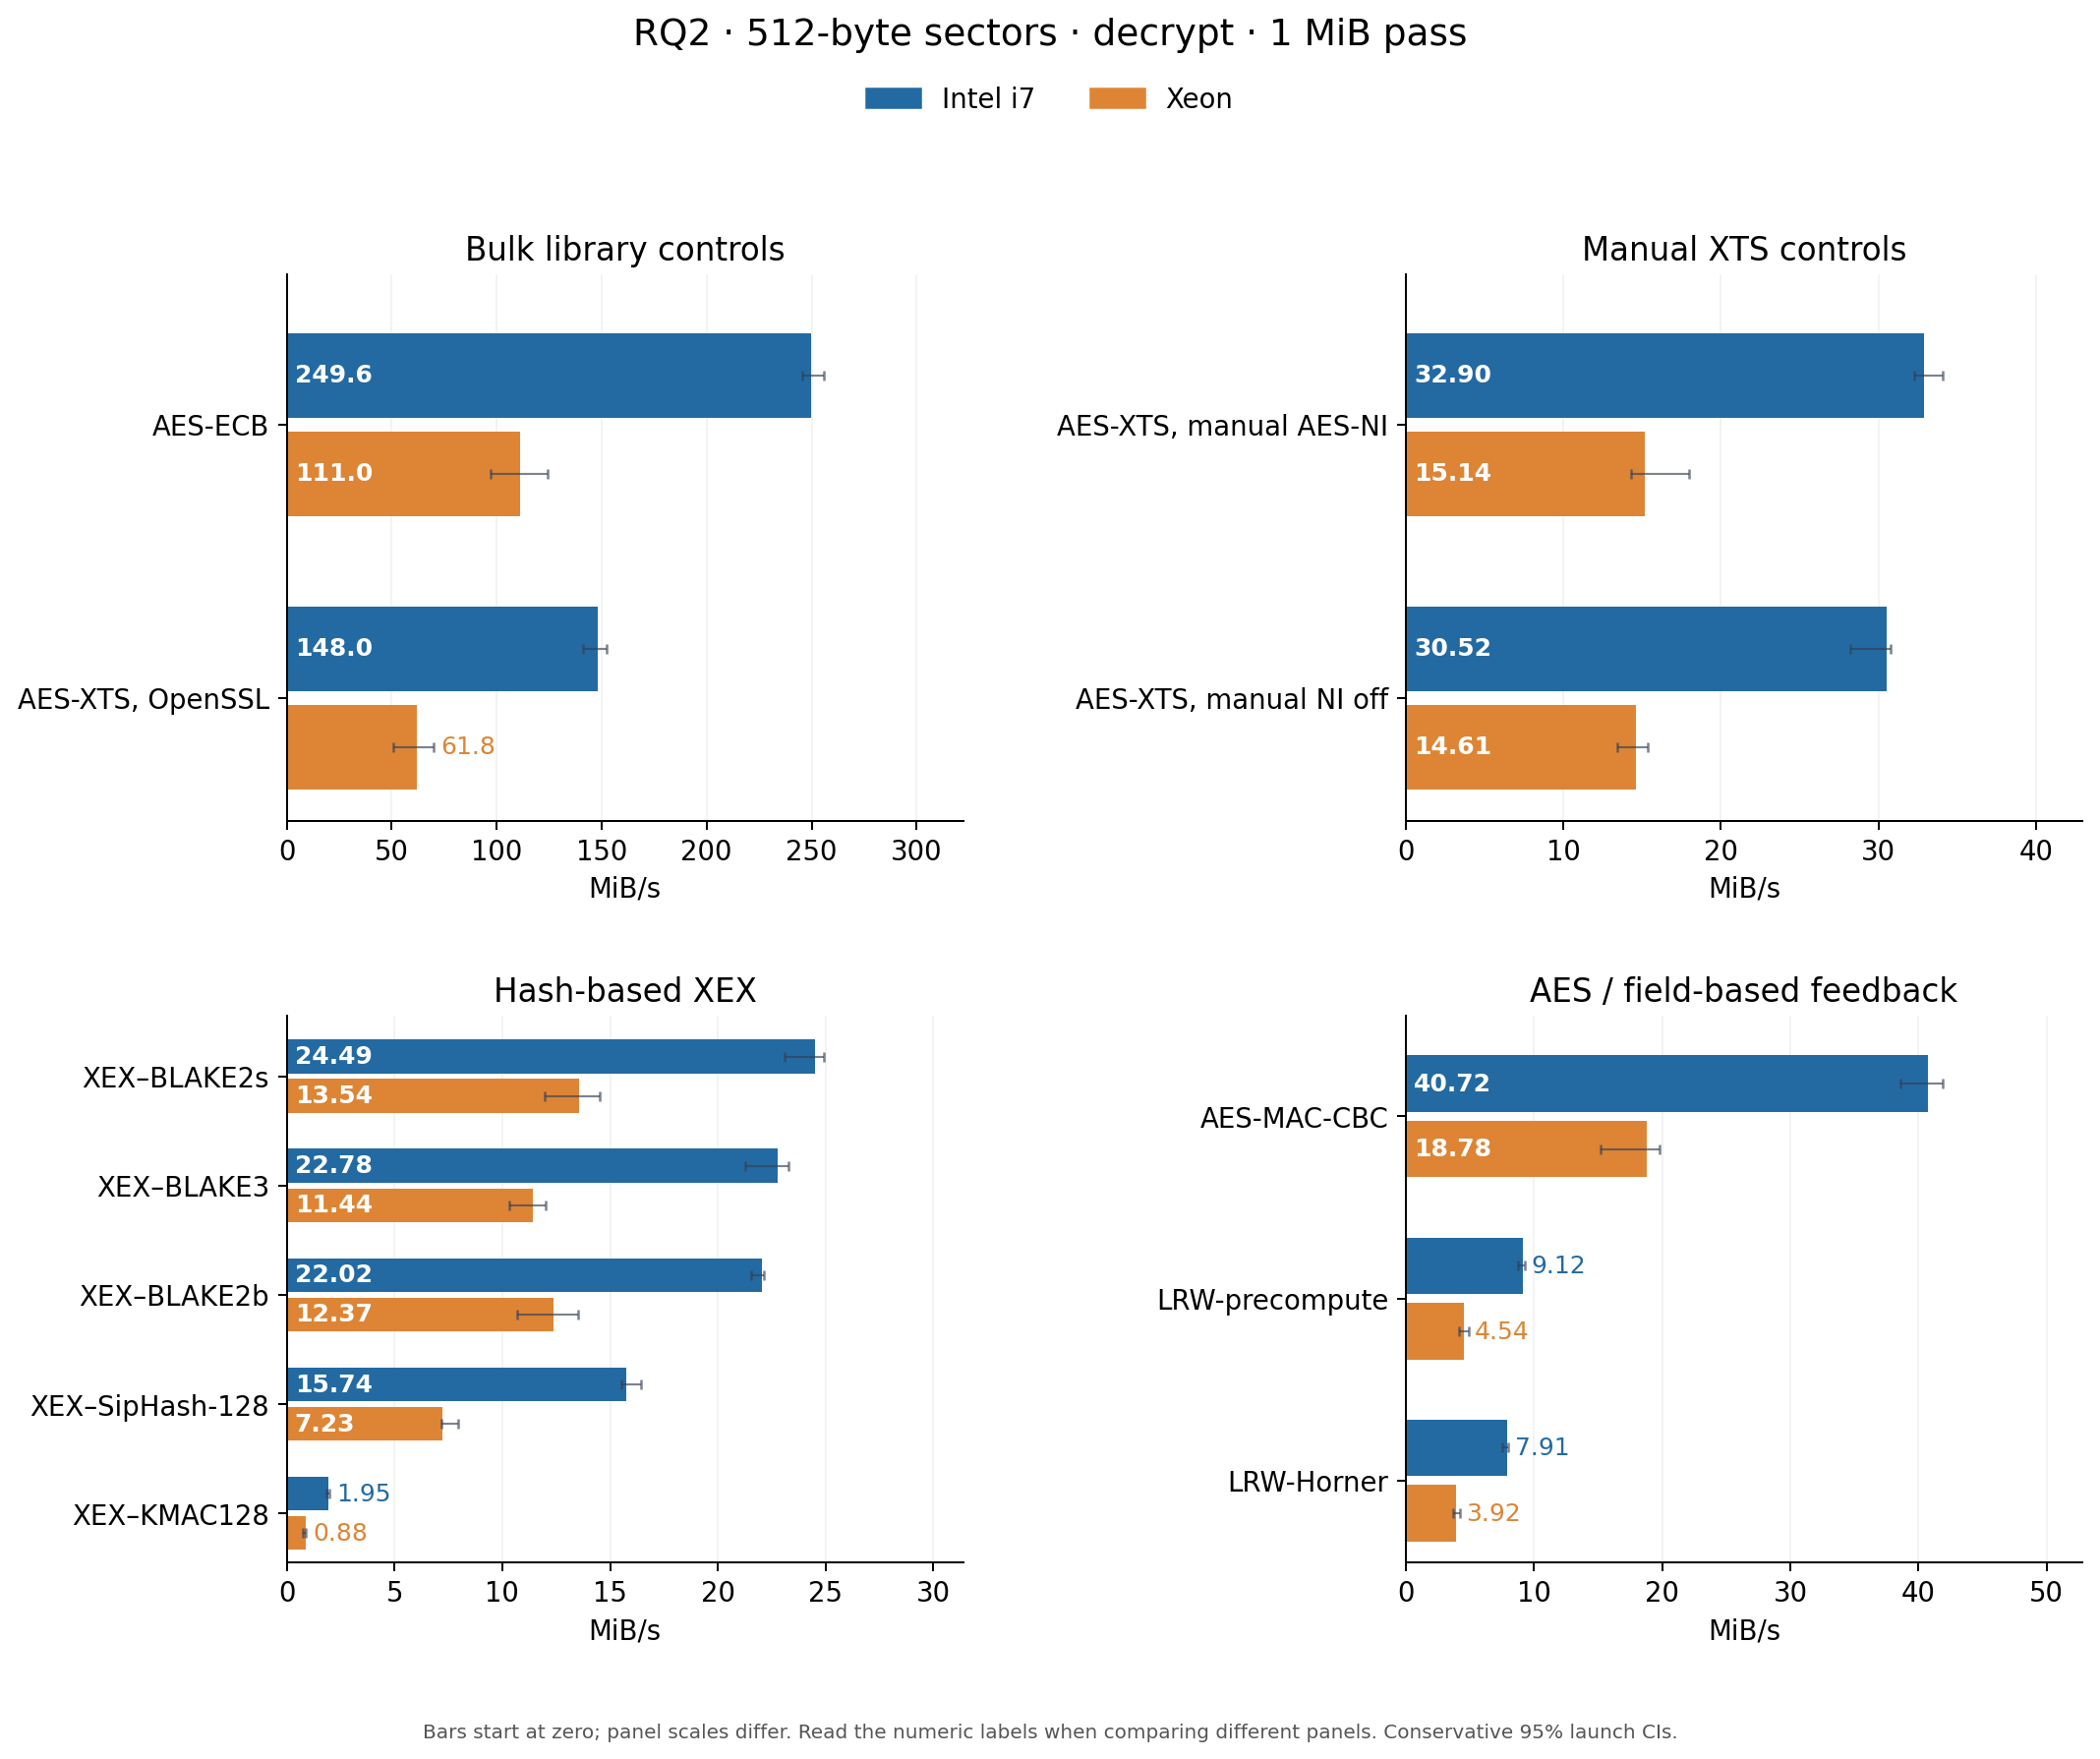 RQ2 · 512-byte sectors · decrypt · 1 MiB pass
Intel i7
Xeon
Bulk library controls
AES-ECB
249.6
111.0
AES-XTS, OpenSSL
148.0
61.8
0 50 100 150 200 250 300
MiB/s
Manual XTS controls
AES-XTS, manual AES-NI
32.90
15.14
AES-XTS, manual NI off
30.52
14.61
0 10 20 30 40
MiB/s
Hash-based XEX
XEX–BLAKE2s
24.49
13.54
XEX–BLAKE3
22.78
11.44
XEX–BLAKE2b
22.02
12.37
XEX–SipHash-128
15.74
7.23
XEX–KMAC128
1.95
0.88
0 5 10 15 20 25 30
MiB/s
AES / field-based feedback
AES-MAC-CBC
40.72
18.78
LRW-precompute
9.12
4.54
LRW-Horner
7.91
3.92
0 10 20 30 40 50
MiB/s
Bars start at zero; panel scales differ. Read the numeric labels when comparing different panels. Conservative 95% launch CIs.